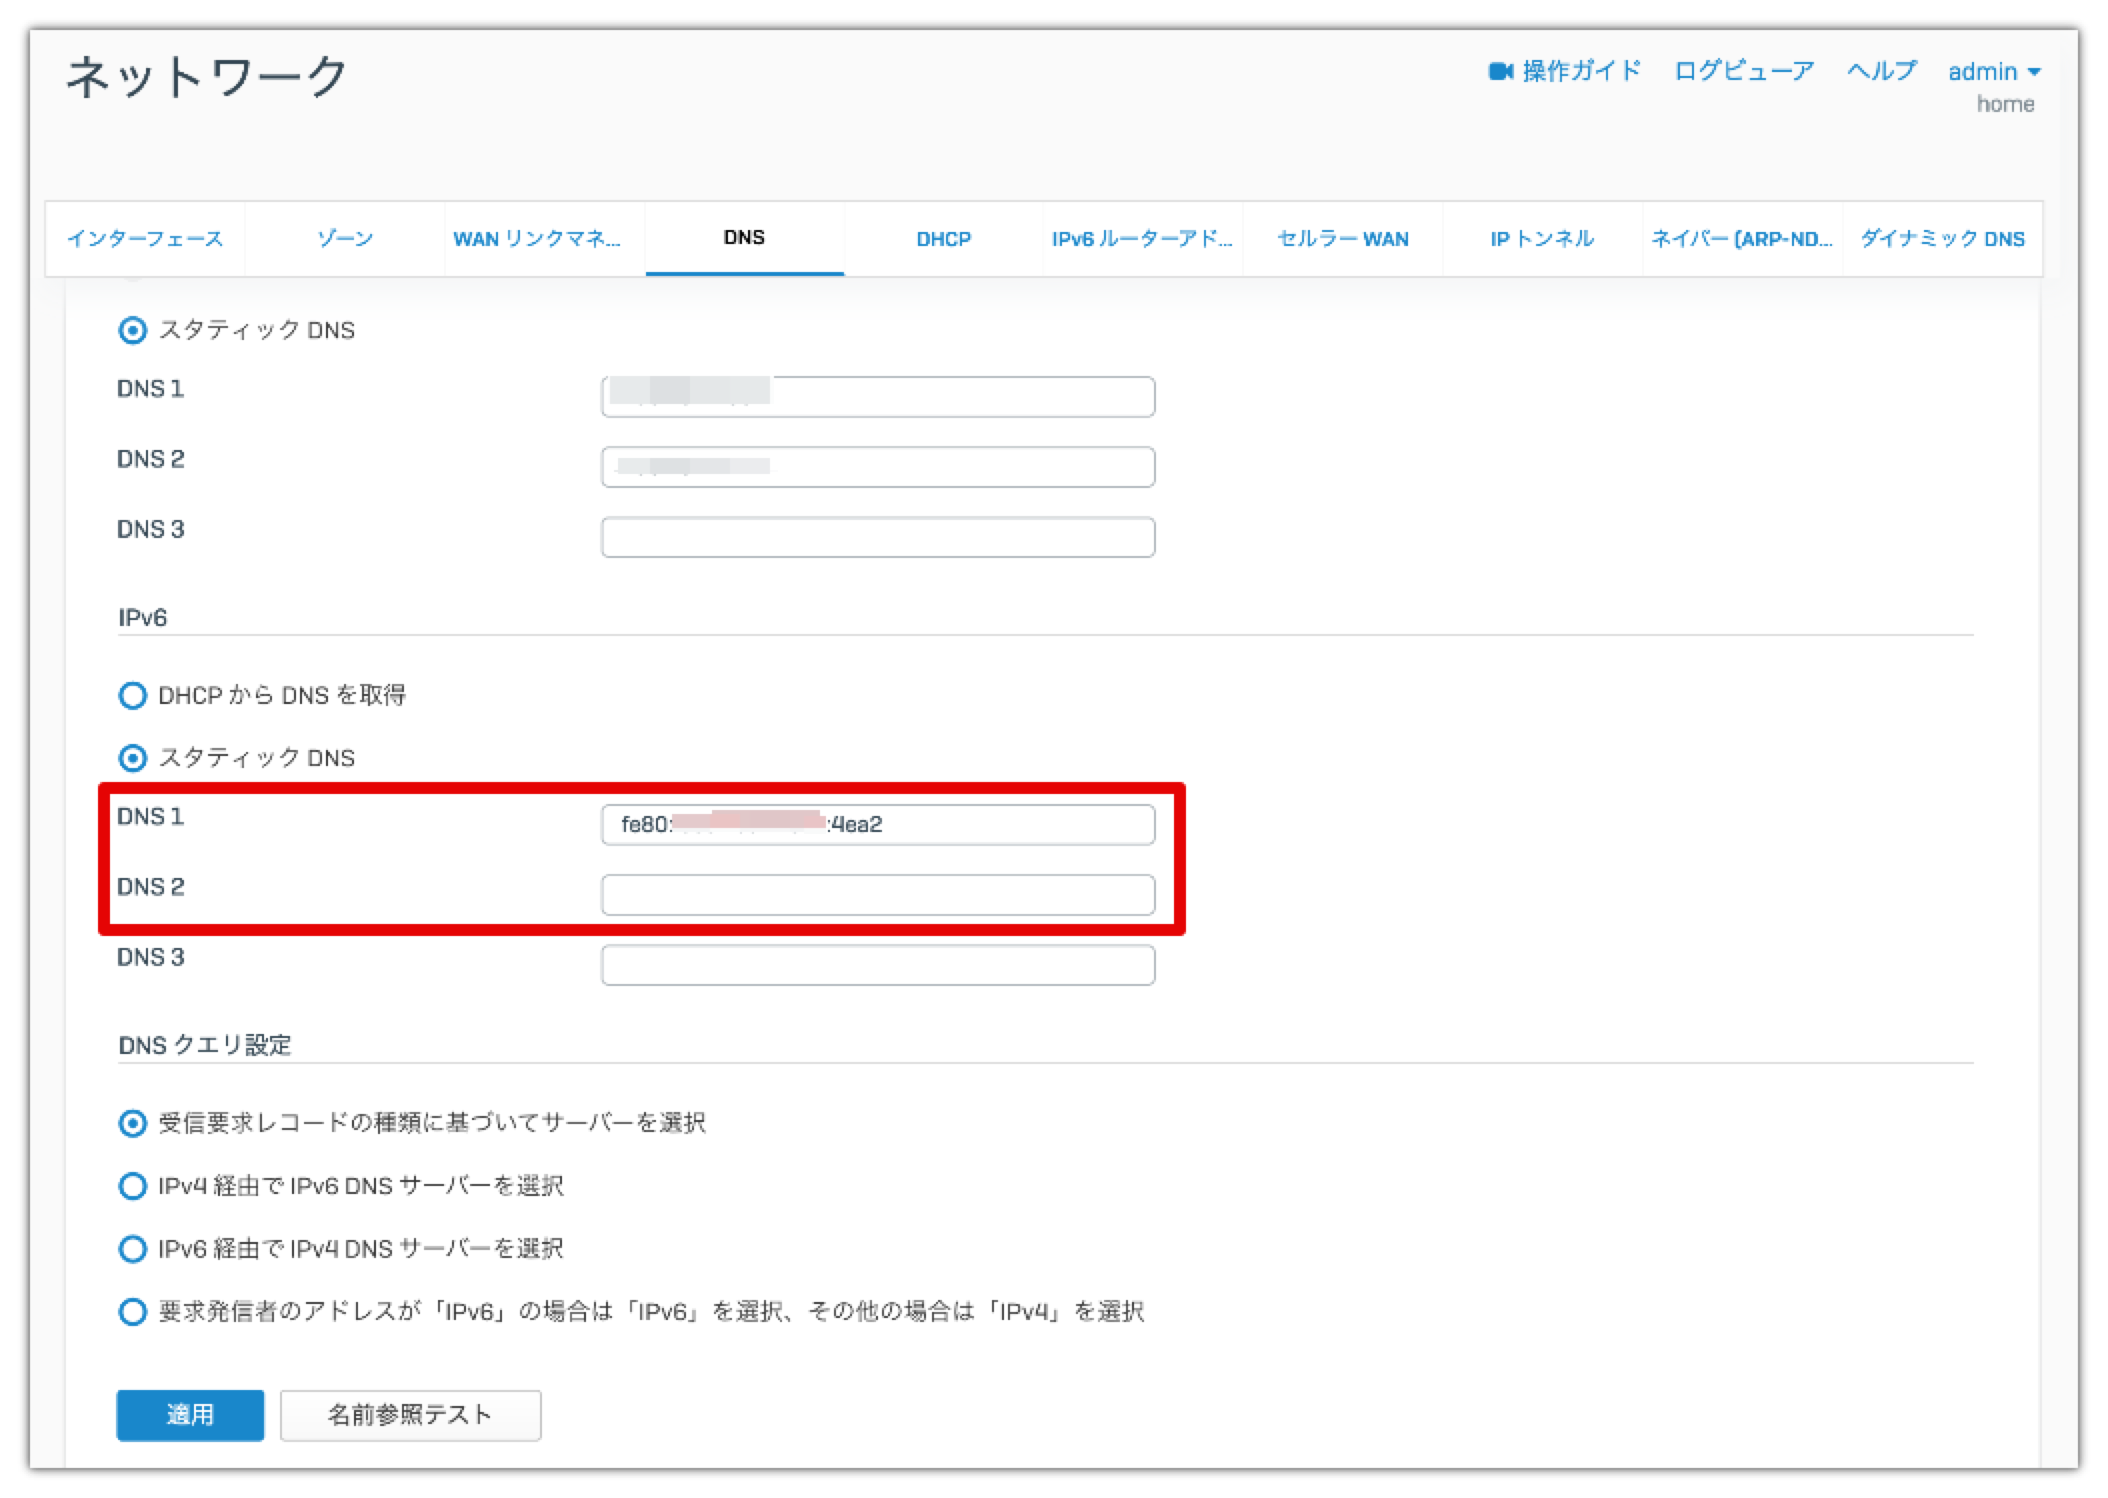 ネットワーク
操作ガイド ログビューア ヘルプ admin
home
インターフェース ゾーン WAN リンクマネ... DNS DHCP IPv6 ルーターアド... セルラー WAN IP トンネル ネイバー (ARP-ND... ダイナミック DNS
スタティック DNS
DNS 1
DNS 2
DNS 3
IPv6
DHCP から DNS を取得
スタティック DNS
DNS 1 fe80: :4ea2
DNS 2
DNS 3
DNS クエリ設定
受信要求レコードの種類に基づいてサーバーを選択
IPv4 経由で IPv6 DNS サーバーを選択
IPv6 経由で IPv4 DNS サーバーを選択
要求発信者のアドレスが「IPv6」の場合は「IPv6」を選択、その他の場合は「IPv4」を選択
適用 名前参照テスト